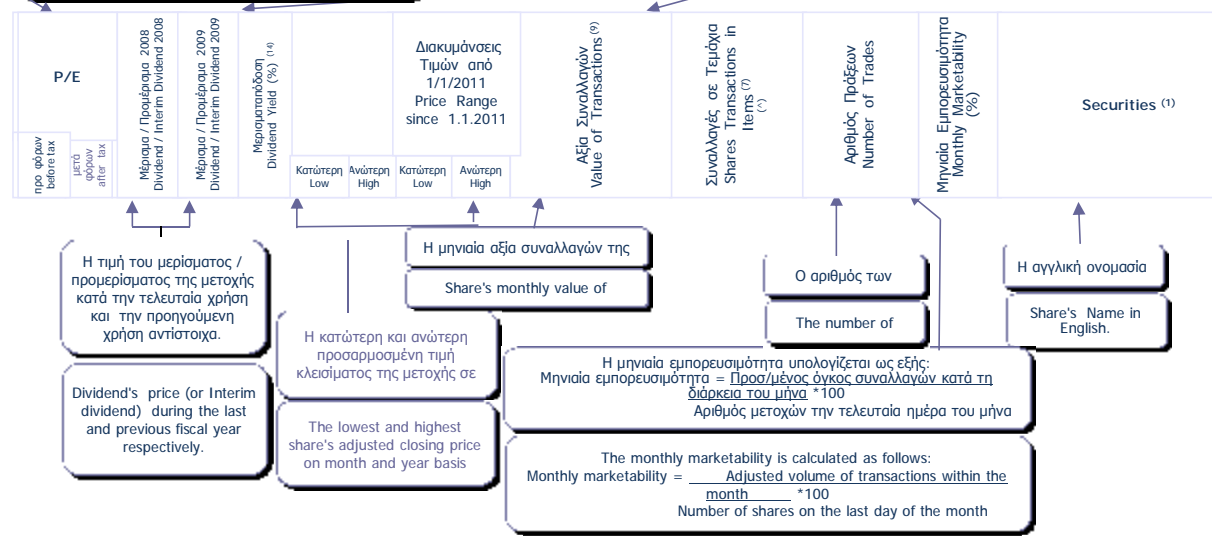 P/E
προ φόρων
before tax
μετά
φόρων
after tax
Μέρισμα / Προμέρισμα 2008
Dividend / Interim Dividend 2008
Μέρισμα / Προμέρισμα 2009
Dividend / Interim Dividend 2009
Μερισματαπόδοση
Dividend Yield (%) (14)
Κατώτερη
Low
Ανώτερη
High
Διακυμάνσεις
Τιμών από
1/1/2011
Price Range
since 1.1.2011
Κατώτερη
Low
Ανώτερη
High
Αξία Συναλλαγών
Value of Transactions (9)
Συναλλαγές σε Τεμάχια
Shares Transactions in
Items (7)
(^)
Αριθμός Πράξεων
Number of Trades
Μηνιαία Εμπορευσιμότητα
Monthly Marketability
(%)
Securities (1)
Η τιμή του μερίσματος /
προμερίσματος της μετοχής
κατά την τελευταία χρήση
και την προηγούμενη
χρήση αντίστοιχα.
Dividend's price (or Interim
dividend) during the last
and previous fiscal year
respectively.
Η κατώτερη και ανώτερη
προσαρμοσμένη τιμή
κλεισίματος της μετοχής σε
The lowest and highest
share's adjusted closing price
on month and year basis
Η μηνιαία αξία συναλλαγών της
Share's monthly value of
Ο αριθμός των
The number of
Η αγγλική ονομασία
Share's Name in
English.
Η μηνιαία εμπορευσιμότητα υπολογίζεται ως εξής:
Μηνιαία εμπορευσιμότητα = Προσ/μένος όγκος συναλλαγών κατά τη
διάρκεια του μήνα *100
Αριθμός μετοχών την τελευταία ημέρα του μήνα
The monthly marketability is calculated as follows:
Monthly marketability = Adjusted volume of transactions within the
month *100
Number of shares on the last day of the month